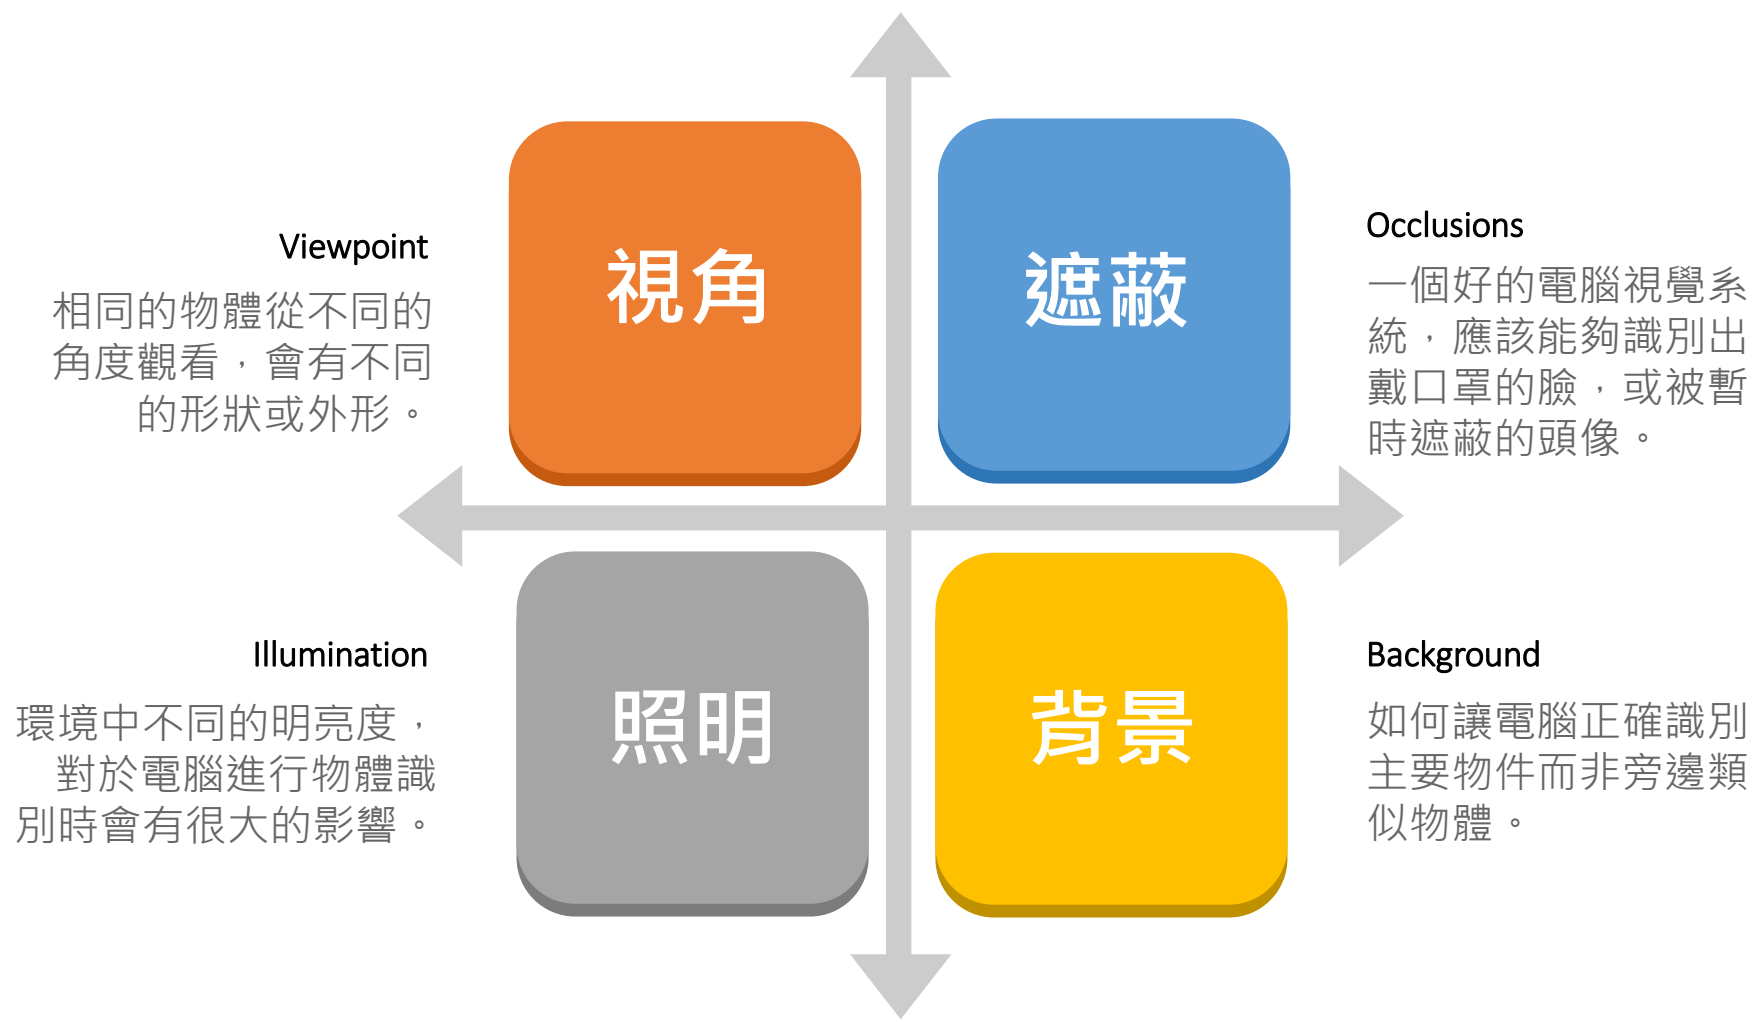 Viewpoint
相同的物體從不同的
角度觀看，會有不同
的形狀或外形。
視角
遮蔽
Occlusions
一個好的電腦視覺系
統，應該能夠識別出
戴口罩的臉，或被暫
時遮蔽的頭像。
Illumination
環境中不同的明亮度，
對於電腦進行物體識
別時會有很大的影響。
照明
背景
Background
如何讓電腦正確識別
主要物件而非旁邊類
似物體。